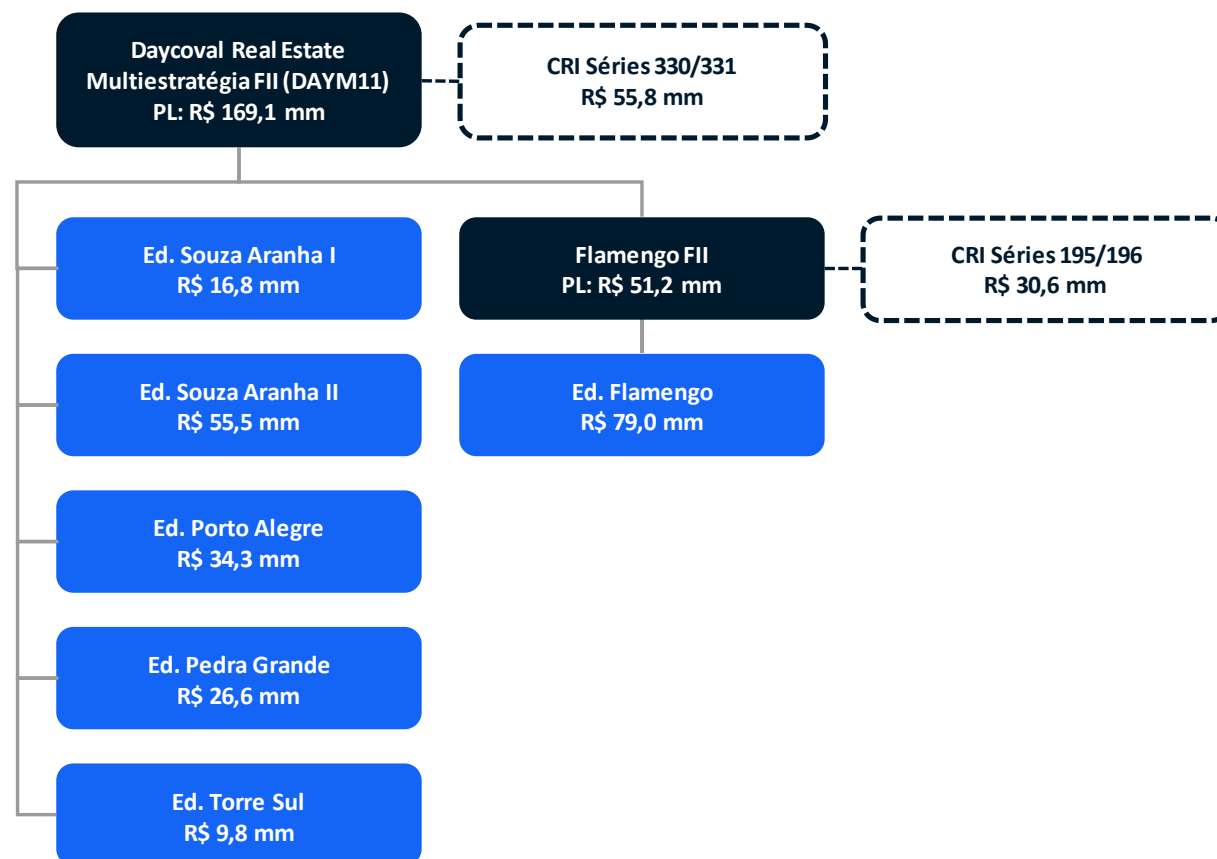 Daycoval Real Estate
Multiestratégia FII (DAYM11)
PL: R$ 169,1 mm
CRI Séries 330/331
R$ 55,8 mm
Ed. Souza Aranha I
R$ 16,8 mm
Flamengo FII
PL: R$ 51,2 mm
CRI Séries 195/196
R$ 30,6 mm
Ed. Souza Aranha II
R$ 55,5 mm
Ed. Flamengo
R$ 79,0 mm
Ed. Porto Alegre
R$ 34,3 mm
Ed. Pedra Grande
R$ 26,6 mm
Ed. Torre Sul
R$ 9,8 mm